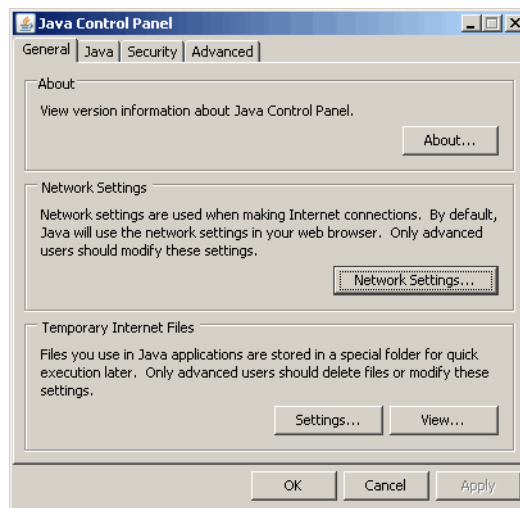 Java Control Panel
General Java Security Advanced
About
View version information about Java Control Panel.
About...
Network Settings
Network settings are used when making Internet connections. By default,
Java will use the network settings in your web browser. Only advanced
users should modify these settings.
Network Settings...
Temporary Internet Files
Files you use in Java applications are stored in a special folder for quick
execution later. Only advanced users should delete files or modify these
settings.
Settings... View...
OK Cancel Apply